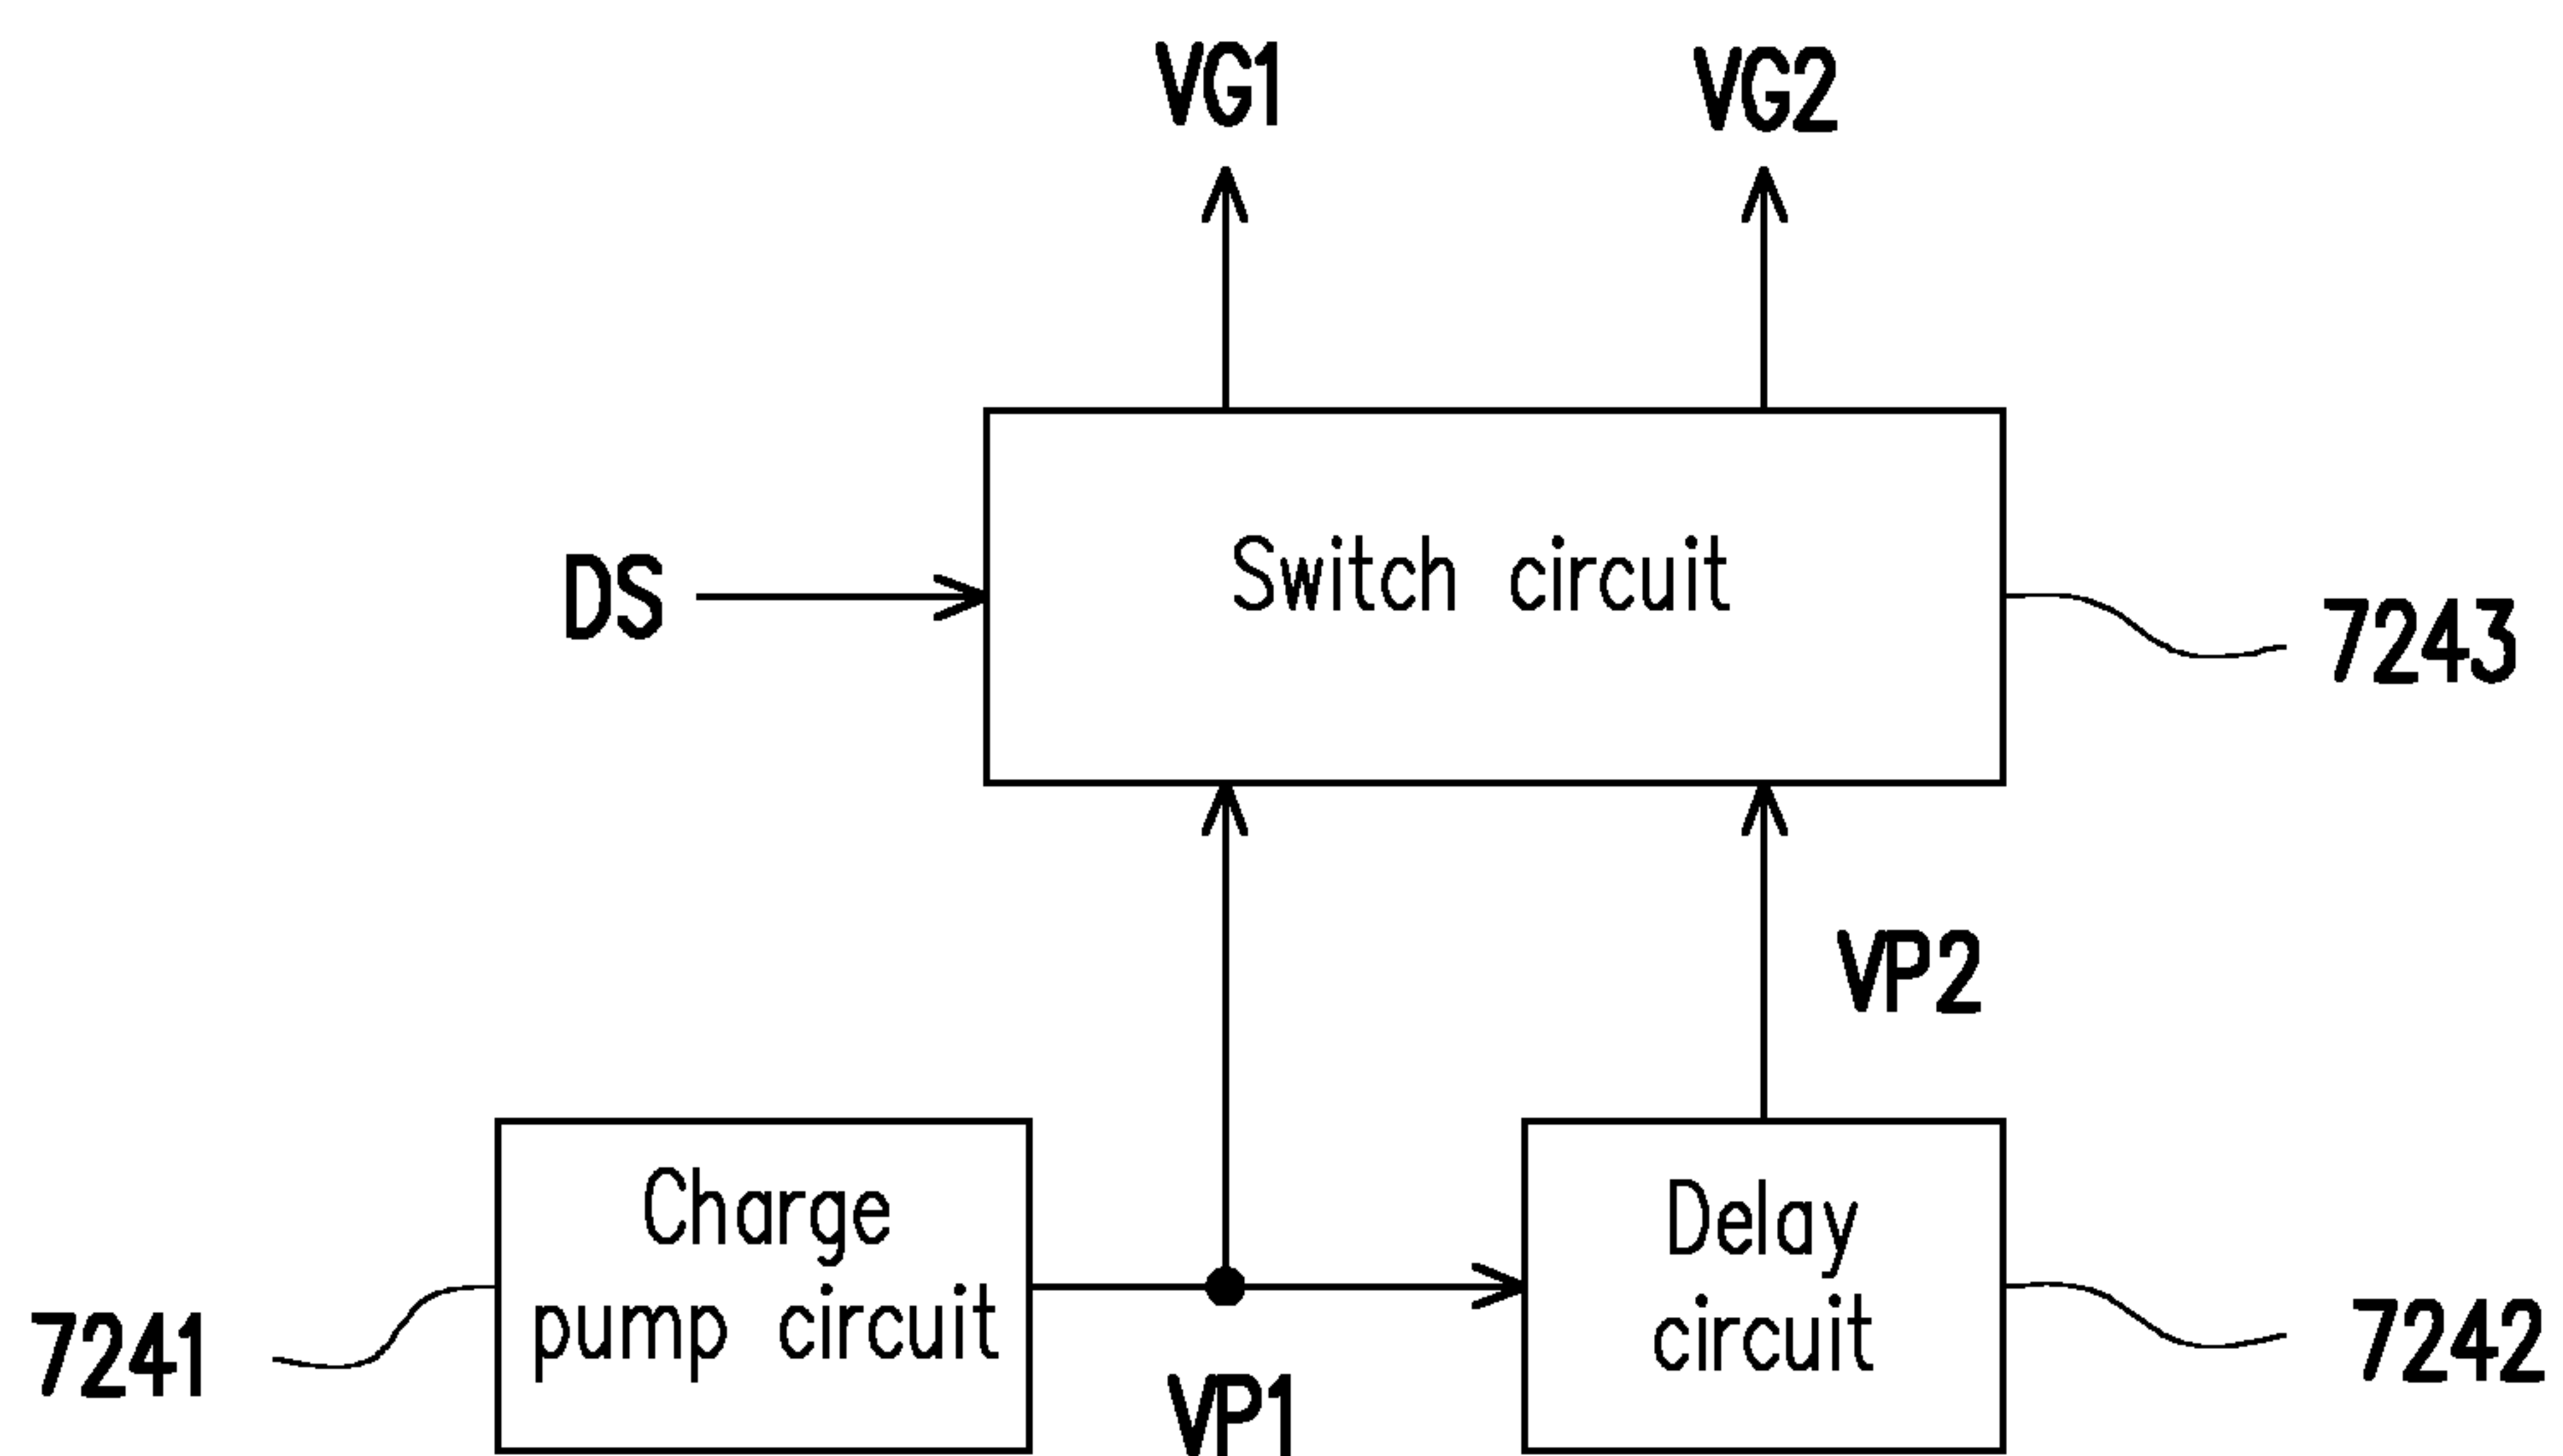 VG1
VG2
DS
Switch circuit
7243
VP2
Charge
pump circuit
Delay
circuit
7241
7242
VP1